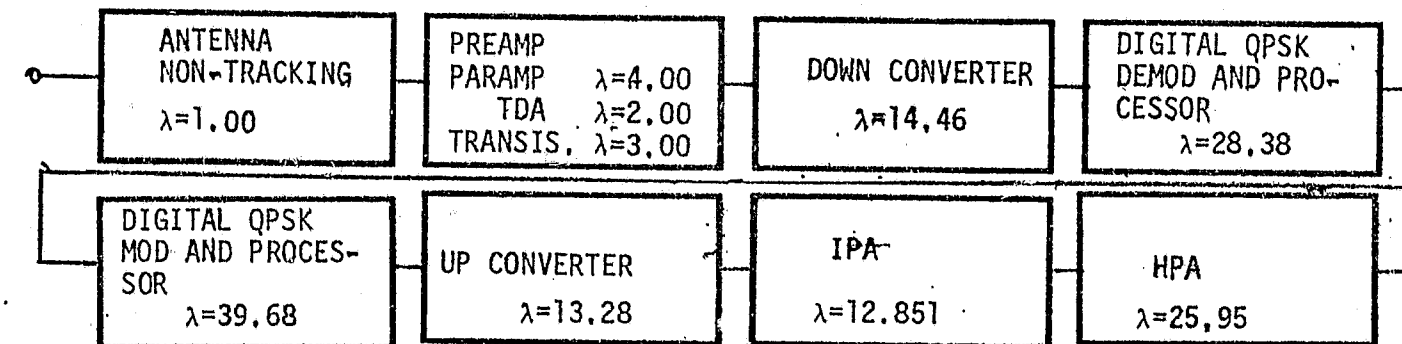 ANTENNA
NON-TRACKING
λ=1.00
PREAMP
PARAMP λ=4.00
TDA λ=2.00
TRANSIS. λ=3.00
DOWN CONVERTER
λ=14.46
DIGITAL QPSK
DEMOD AND PRO-
CESSOR
λ=28.38
DIGITAL QPSK
MOD AND PROCES-
SOR
λ=39.68
UP CONVERTER
λ=13.28
IPA
λ=12.851
HPA
λ=25.95